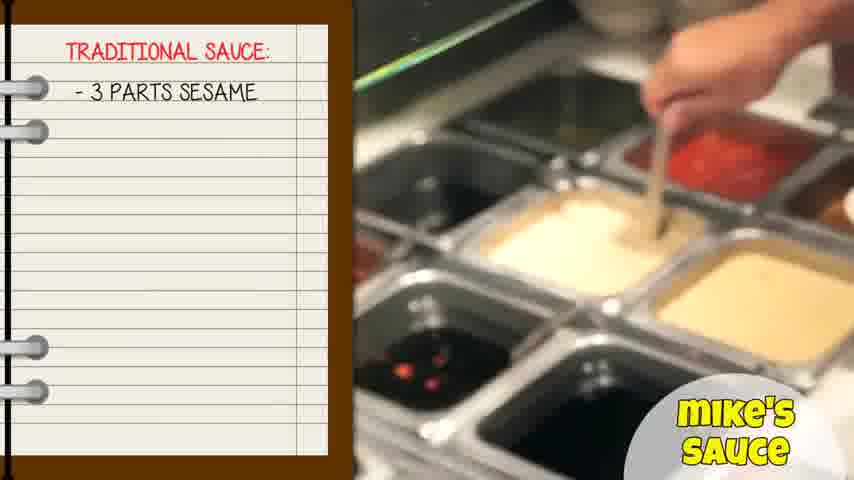 TRADITIONAL SAUCE:
- 3 PARTS SESAME
MIKE'S
SAUCE